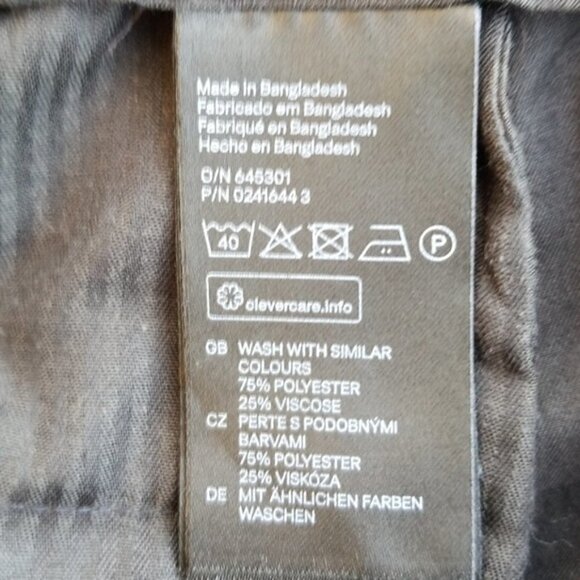 Made in Bangladesh
Fabricado em Bangladesh
Fabriqué en Bangladesh
Hecho en Bangladesh
O/N 645301
P/N 0241644 3
40 P
clevercare.info
GB WASH WITH SIMILAR
COLOURS
75% POLYESTER
25% VISCOSE
CZ PERTE S PODOBNÝMI
BARVAMI
75% POLYESTER
25% VISKÓZA
DE MIT ÄHNLICHEN FARBEN
WASCHEN